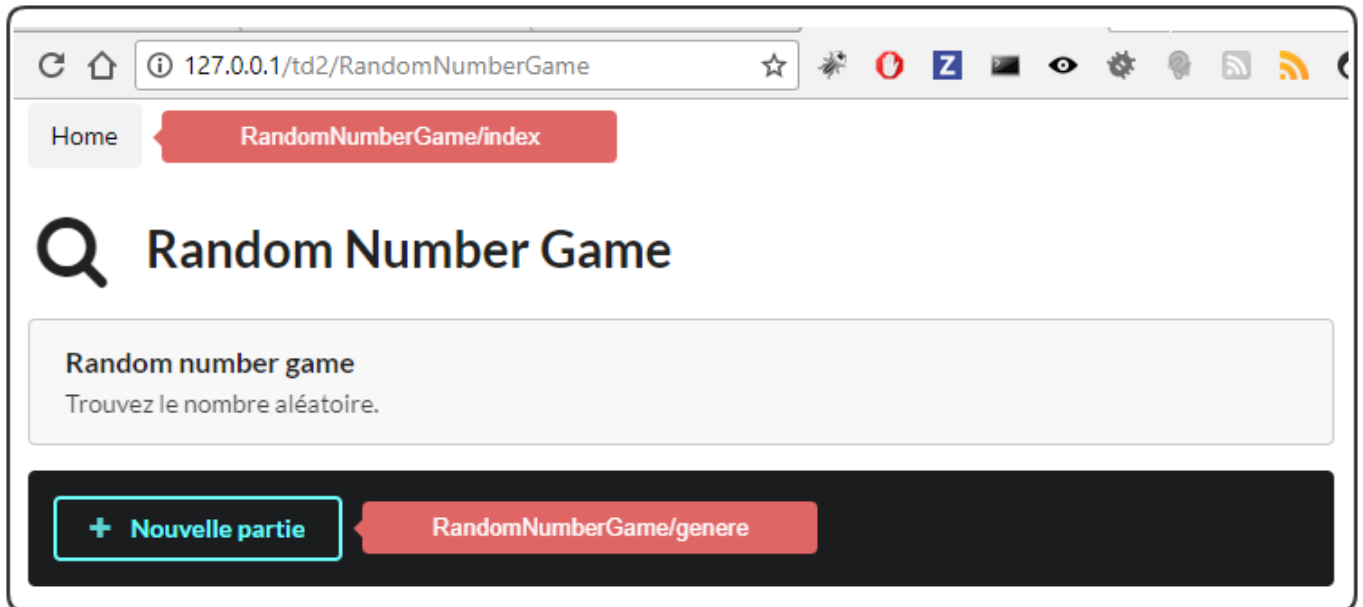 127.0.0.1/td2/RandomNumberGame
Z
Home
RandomNumberGame/index
Random Number Game
Random number game
Trouvez le nombre aléatoire.
Nouvelle partie
RandomNumberGame/genere